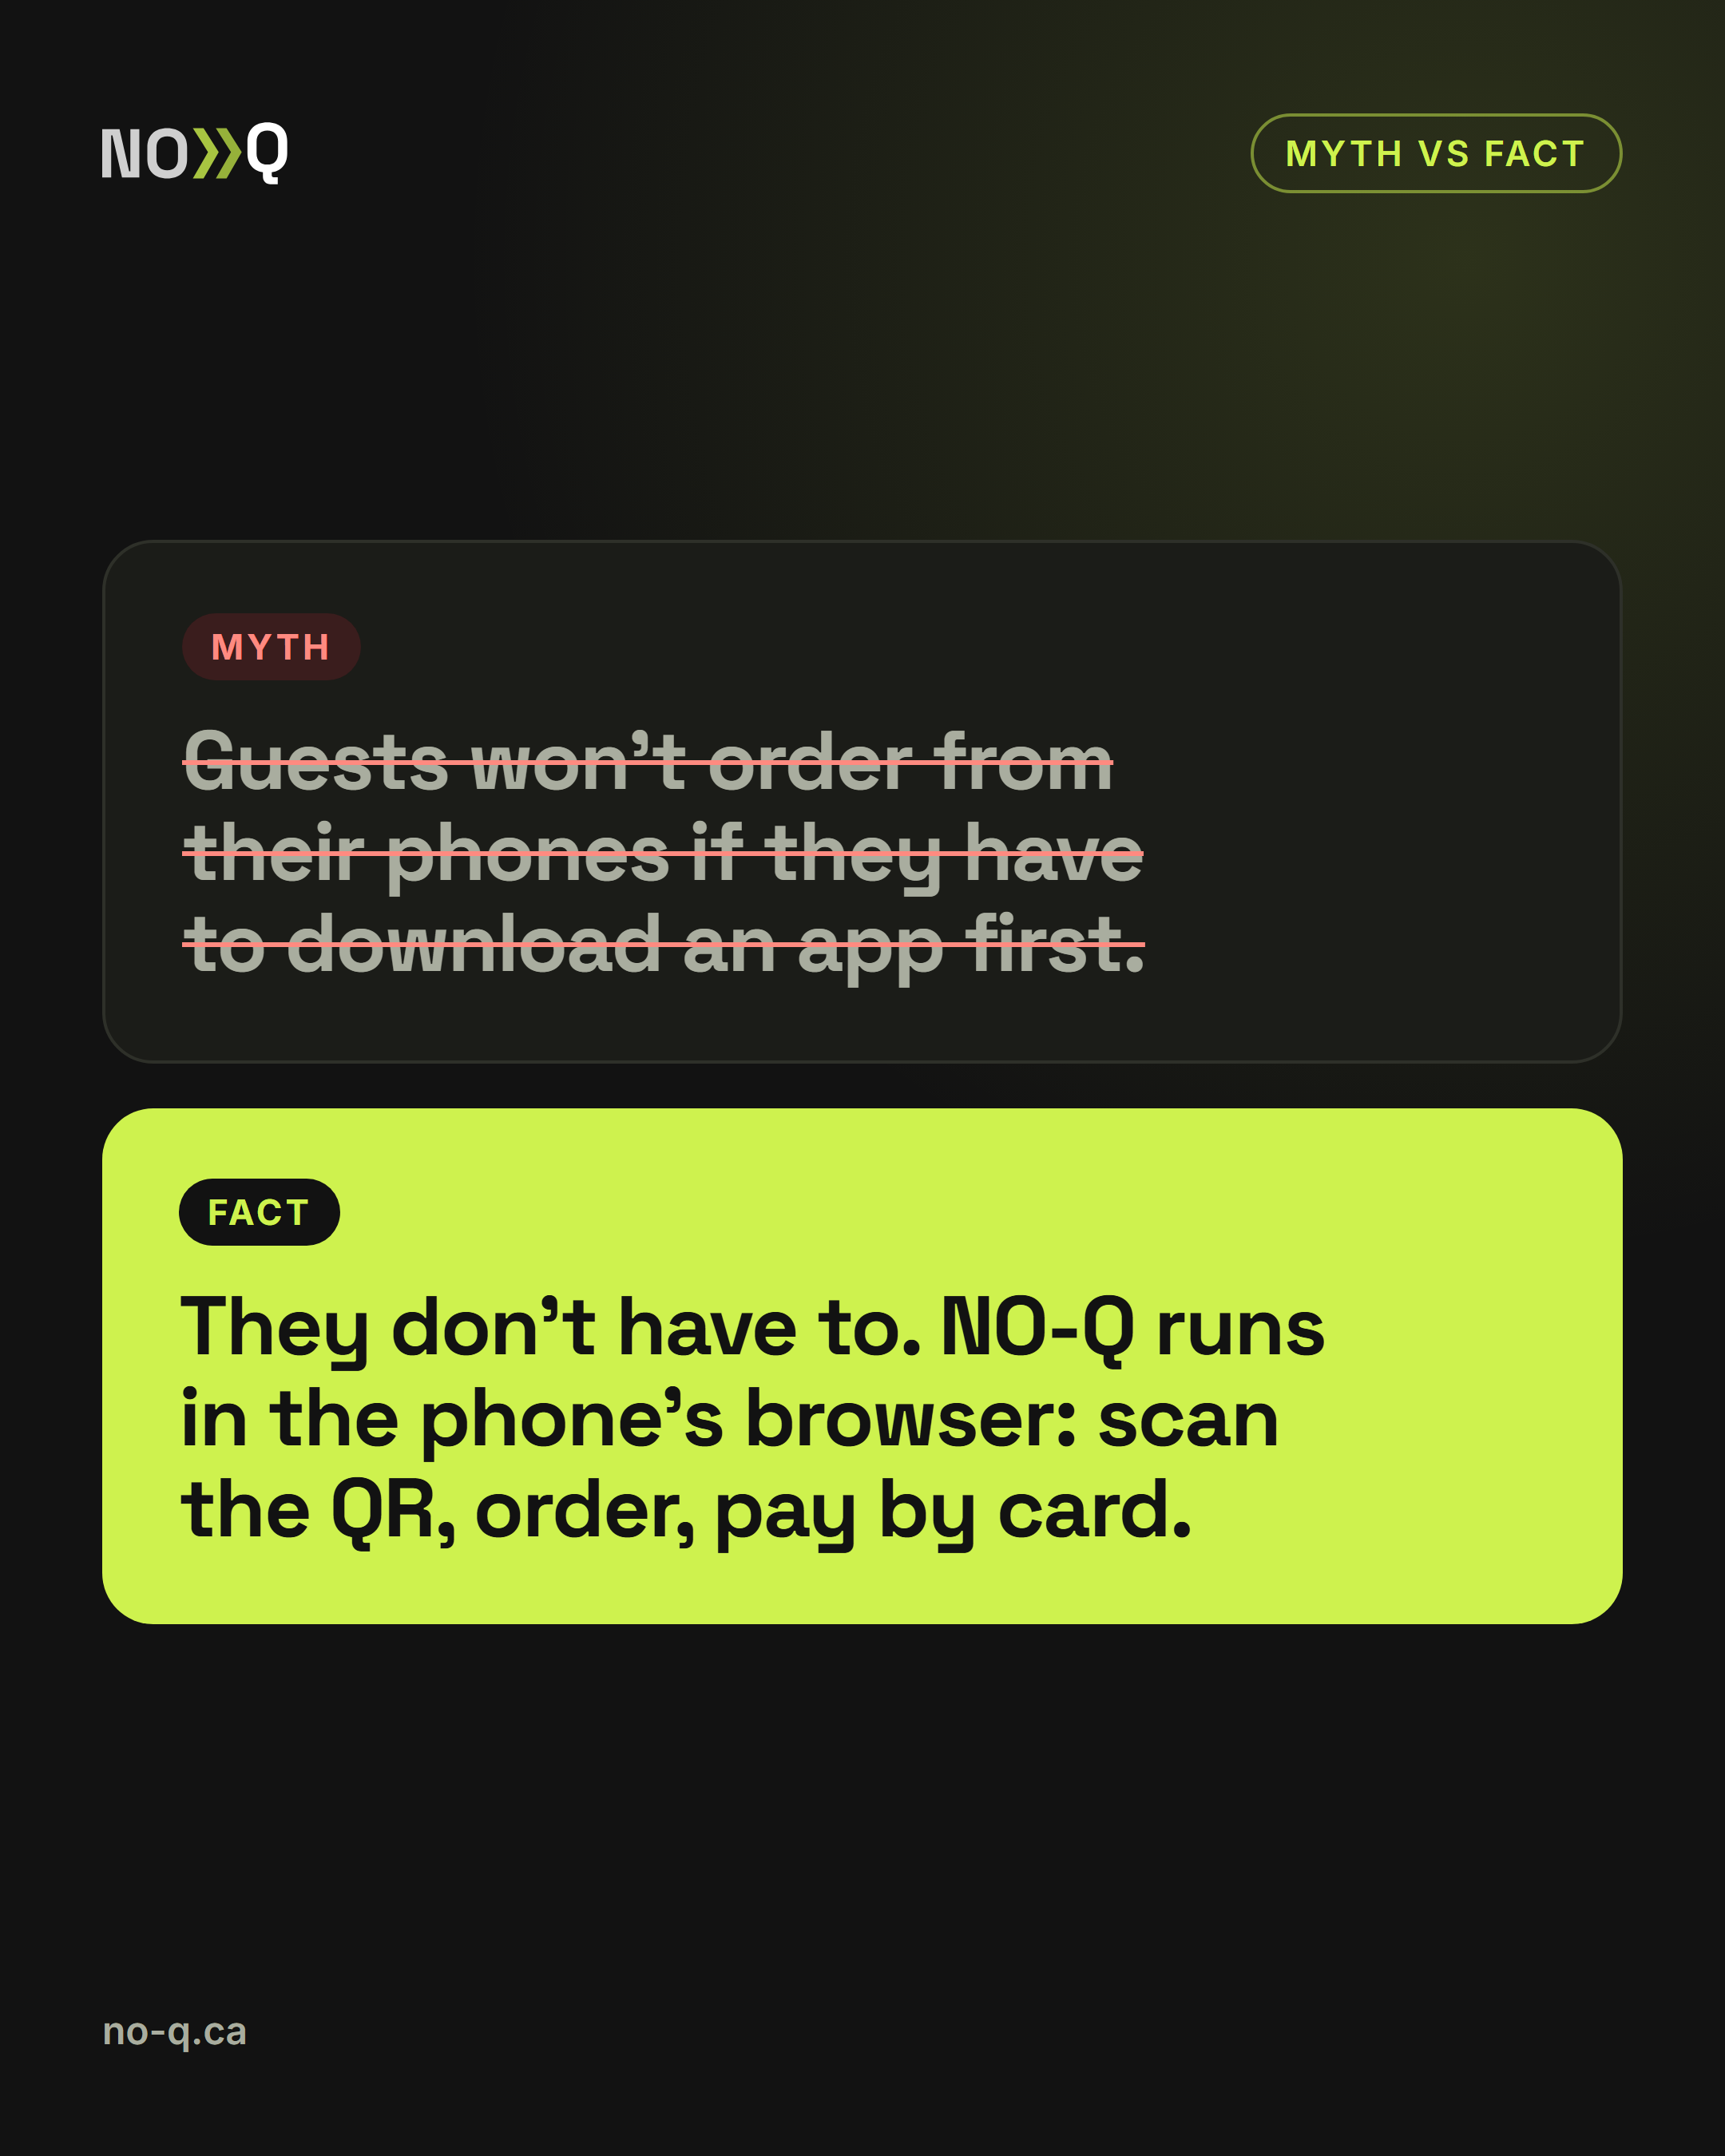 NO»Q
MYTH VS FACT
MYTH
Guests won’t order from
their phones if they have
to download an app first.
FACT
They don’t have to. NO-Q runs
in the phone’s browser: scan
the QR, order, pay by card.
no-q.ca